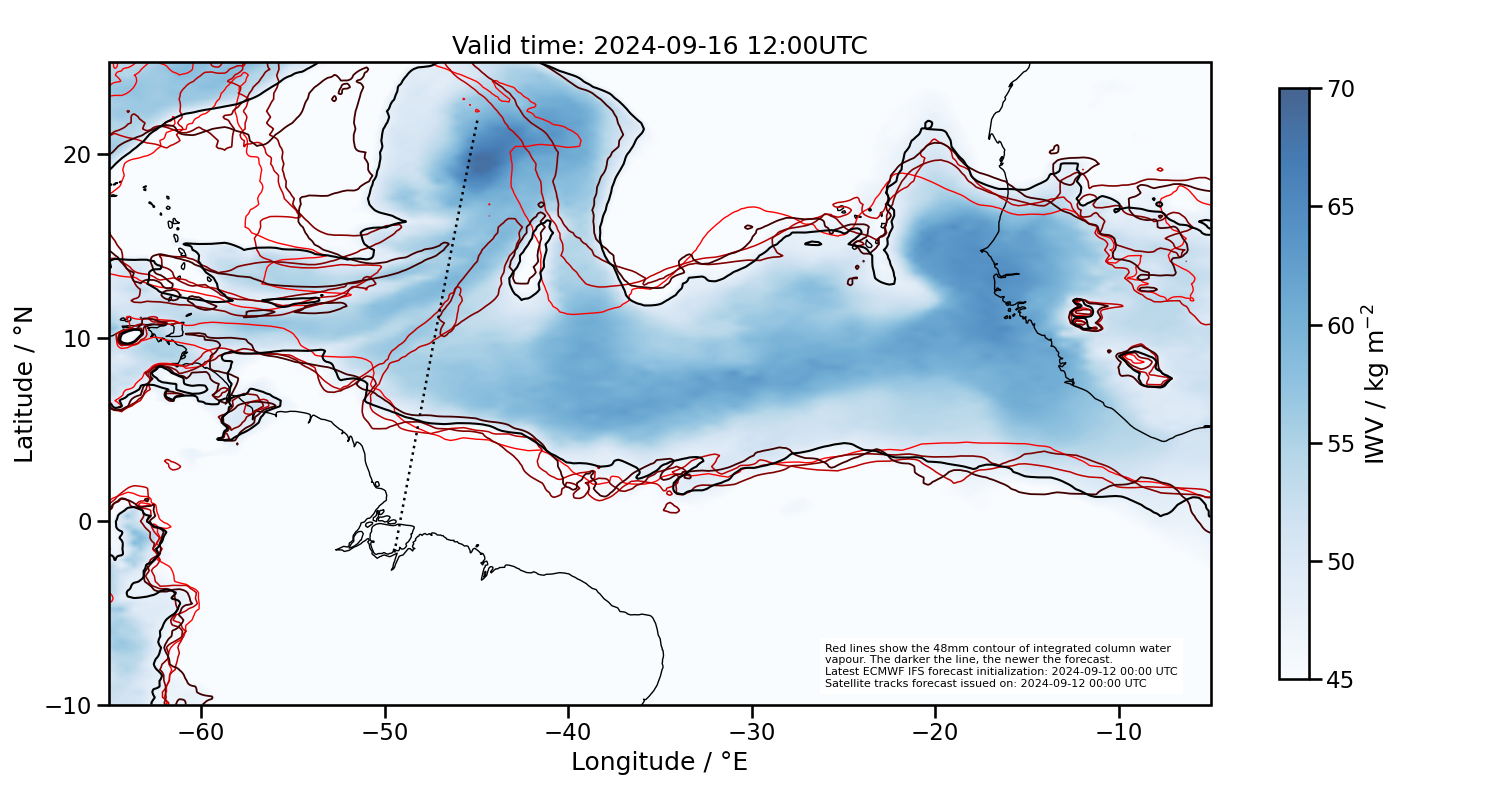 Valid time: 2024-09-16 12:00UTC
Latitude / °N
20
10
0
−10
−60
−50
−40
−30
−20
−10
Longitude / °E
Red lines show the 48mm contour of integrated column water
vapour. The darker the line, the newer the forecast.
Latest ECMWF IFS forecast initialization: 2024-09-12 00:00 UTC
Satellite tracks forecast issued on: 2024-09-12 00:00 UTC
70
65
60
55
50
45
IWV / kg m⁻²